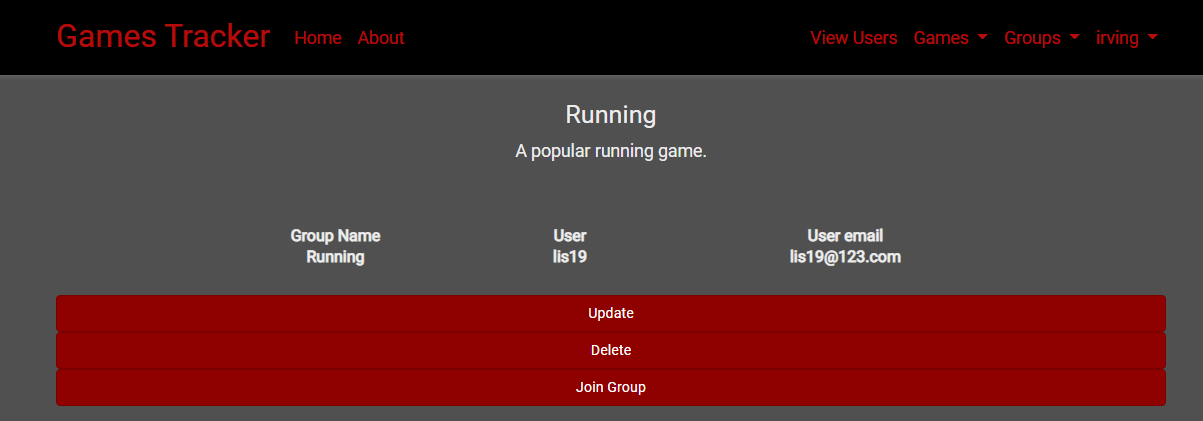 Games Tracker Home About View Users Games Groups irving
Running
A popular running game.
Group Name User User email
Running lis19 lis19@123.com
Update
Delete
Join Group